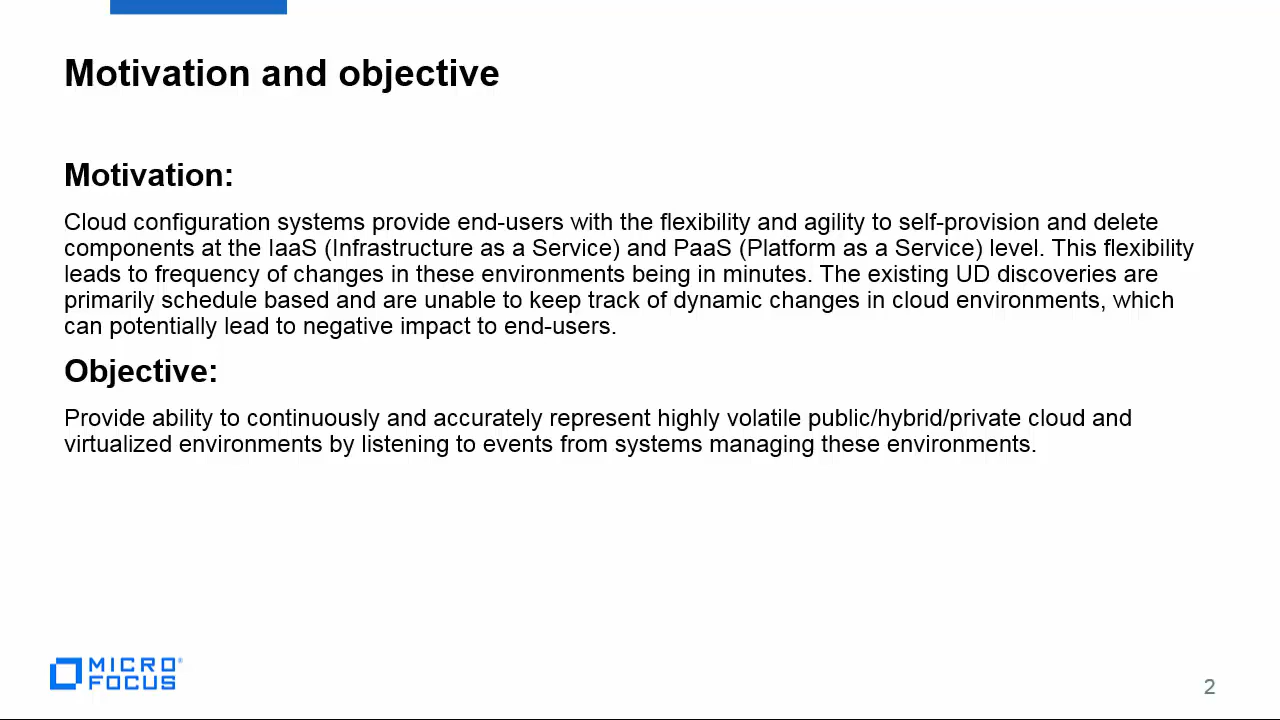 Motivation and objective
Motivation:
Cloud configuration systems provide end-users with the flexibility and agility to self-provision and delete
components at the IaaS (Infrastructure as a Service) and PaaS (Platform as a Service) level. This flexibility
leads to frequency of changes in these environments being in minutes. The existing UD discoveries are
primarily schedule based and are unable to keep track of dynamic changes in cloud environments, which
can potentially lead to negative impact to end-users.
Objective:
Provide ability to continuously and accurately represent highly volatile public/hybrid/private cloud and
virtualized environments by listening to events from systems managing these environments.
MICRO®
FOCUS
2